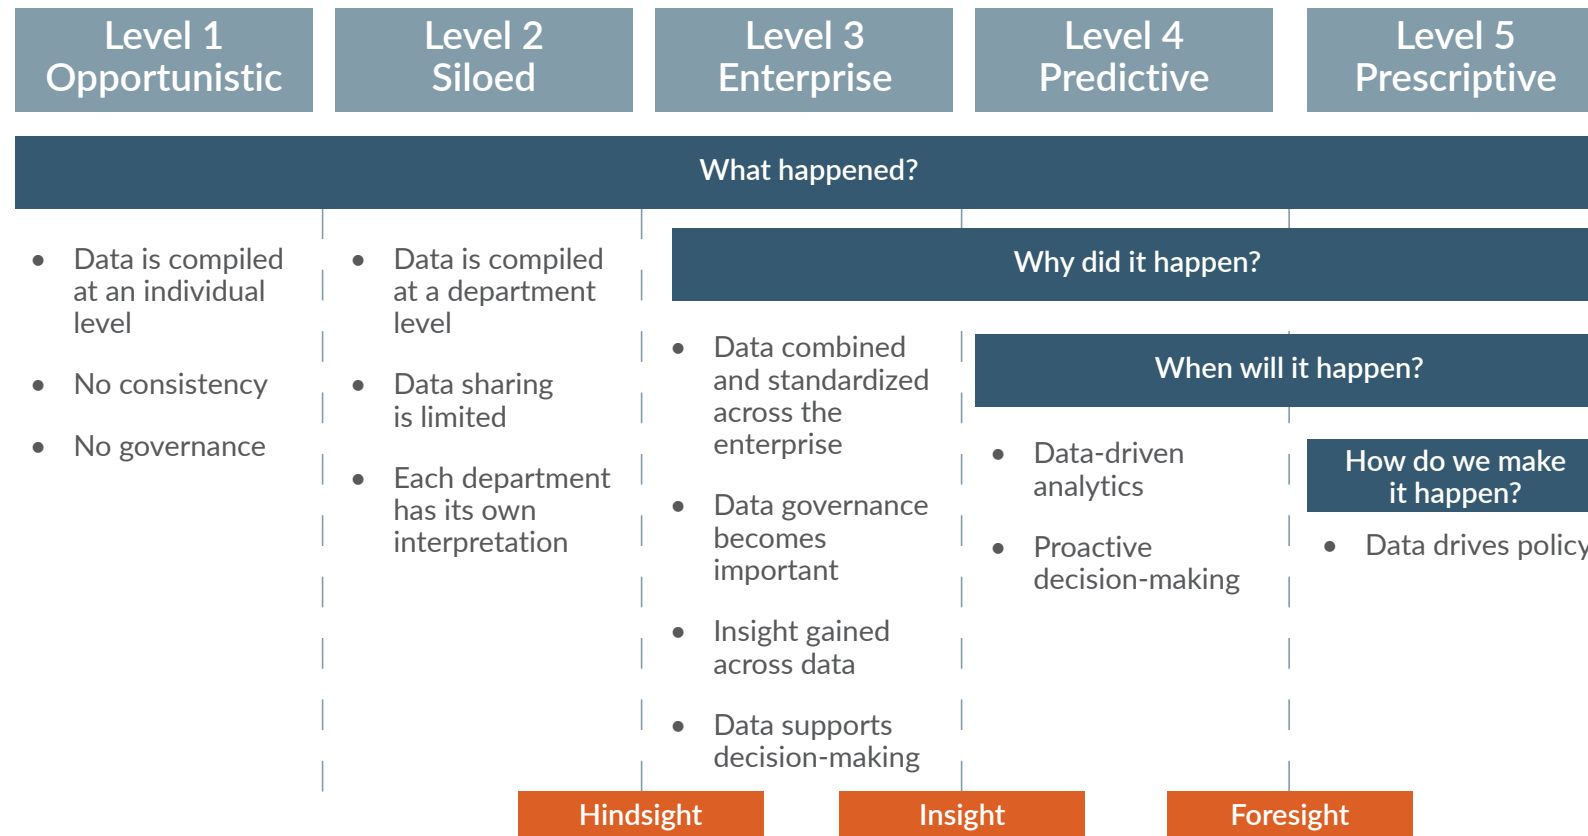 Level 1
Opportunistic
Level 2
Siloed
Level 3
Enterprise
Level 4
Predictive
Level 5
Prescriptive
What happened?
• Data is compiled
at an individual
level
• No consistency
• No governance
• Data is compiled
at a department
level
• Data sharing
is limited
• Each department
has its own
interpretation
Why did it happen?
• Data combined
and standardized
across the
enterprise
• Data governance
becomes
important
• Insight gained
across data
• Data supports
decision-making
When will it happen?
• Data-driven
analytics
• Proactive
decision-making
How do we make
it happen?
• Data drives policy
Hindsight
Insight
Foresight